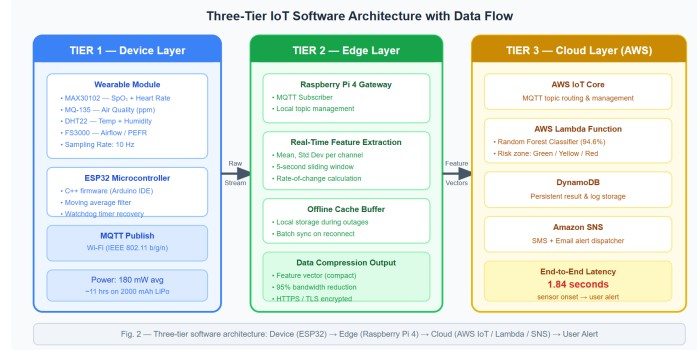 Three-Tier IoT Software Architecture with Data Flow
TIER 1 — Device Layer
Wearable Module
• MAX30102 — SpO₂ + Heart Rate
• MQ-135 — Air Quality (ppm)
• DHT22 — Temp + Humidity
• FS3000 — Airflow / PEFR
• Sampling Rate: 10 Hz
ESP32 Microcontroller
• C++ firmware (Arduino IDE)
• Moving average filter
• Watchdog timer recovery
MQTT Publish
Wi-Fi (IEEE 802.11 b/g/n)
Power: 180 mW avg
~11 hrs on 2000 mAh LiPo
Raw
Stream
TIER 2 — Edge Layer
Raspberry Pi 4 Gateway
• MQTT Subscriber
• Local topic management
Real-Time Feature Extraction
• Mean, Std Dev per channel
• 5-second sliding window
• Rate-of-change calculation
Offline Cache Buffer
• Local storage during outages
• Batch sync on reconnect
Data Compression Output
• Feature vector (compact)
• 95% bandwidth reduction
• HTTPS / TLS encrypted
Feature
Vectors
TIER 3 — Cloud Layer (AWS)
AWS IoT Core
MQTT topic routing & management
AWS Lambda Function
• Random Forest Classifier (94.6%)
• Risk zone: Green / Yellow / Red
DynamoDB
Persistent result & log storage
Amazon SNS
SMS + Email alert dispatcher
End-to-End Latency
1.84 seconds
sensor onset → user alert
Fig. 2 — Three-tier software architecture: Device (ESP32) → Edge (Raspberry Pi 4) → Cloud (AWS IoT / Lambda / SNS) → User Alert